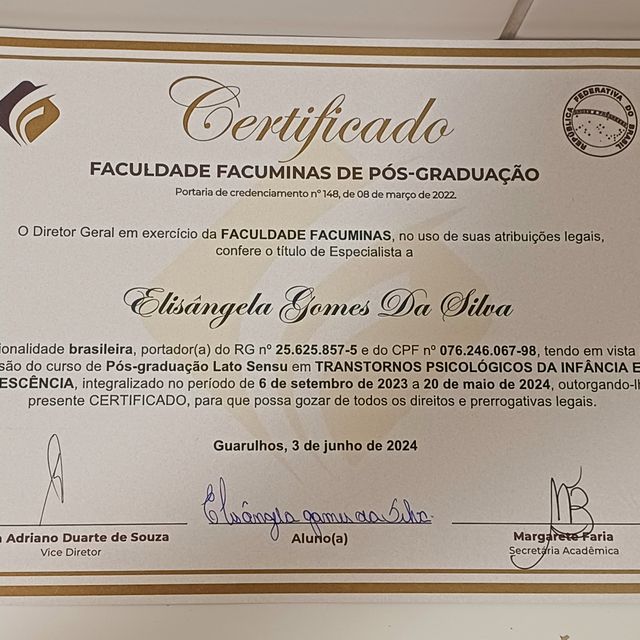 Certificado
REPÚBLICA FEDERATIVA DO BRASIL
FACULDADE FACUMINAS DE PÓS-GRADUAÇÃO
Portaria de credenciamento nº 148, de 08 de março de 2022.
O Diretor Geral em exercício da FACULDADE FACUMINAS, no uso de suas atribuições legais,
confere o título de Especialista a
Elisângela Gomes Da Silva
ionalidade brasileira, portador(a) do RG nº 25.625.857-5 e do CPF nº 076.246.067-98, tendo em vista
são do curso de Pós-graduação Lato Sensu em TRANSTORNOS PSICOLÓGICOS DA INFÂNCIA E
ESCÊNCIA, integralizado no período de 6 de setembro de 2023 a 20 de maio de 2024, outorgando-lh
presente CERTIFICADO, para que possa gozar de todos os direitos e prerrogativas legais.
Guarulhos, 3 de junho de 2024
Elisângela gomes da Silva
Adriano Duarte de Souza
Vice Diretor
Aluno(a)
Margarete Faria
Secretária Acadêmica